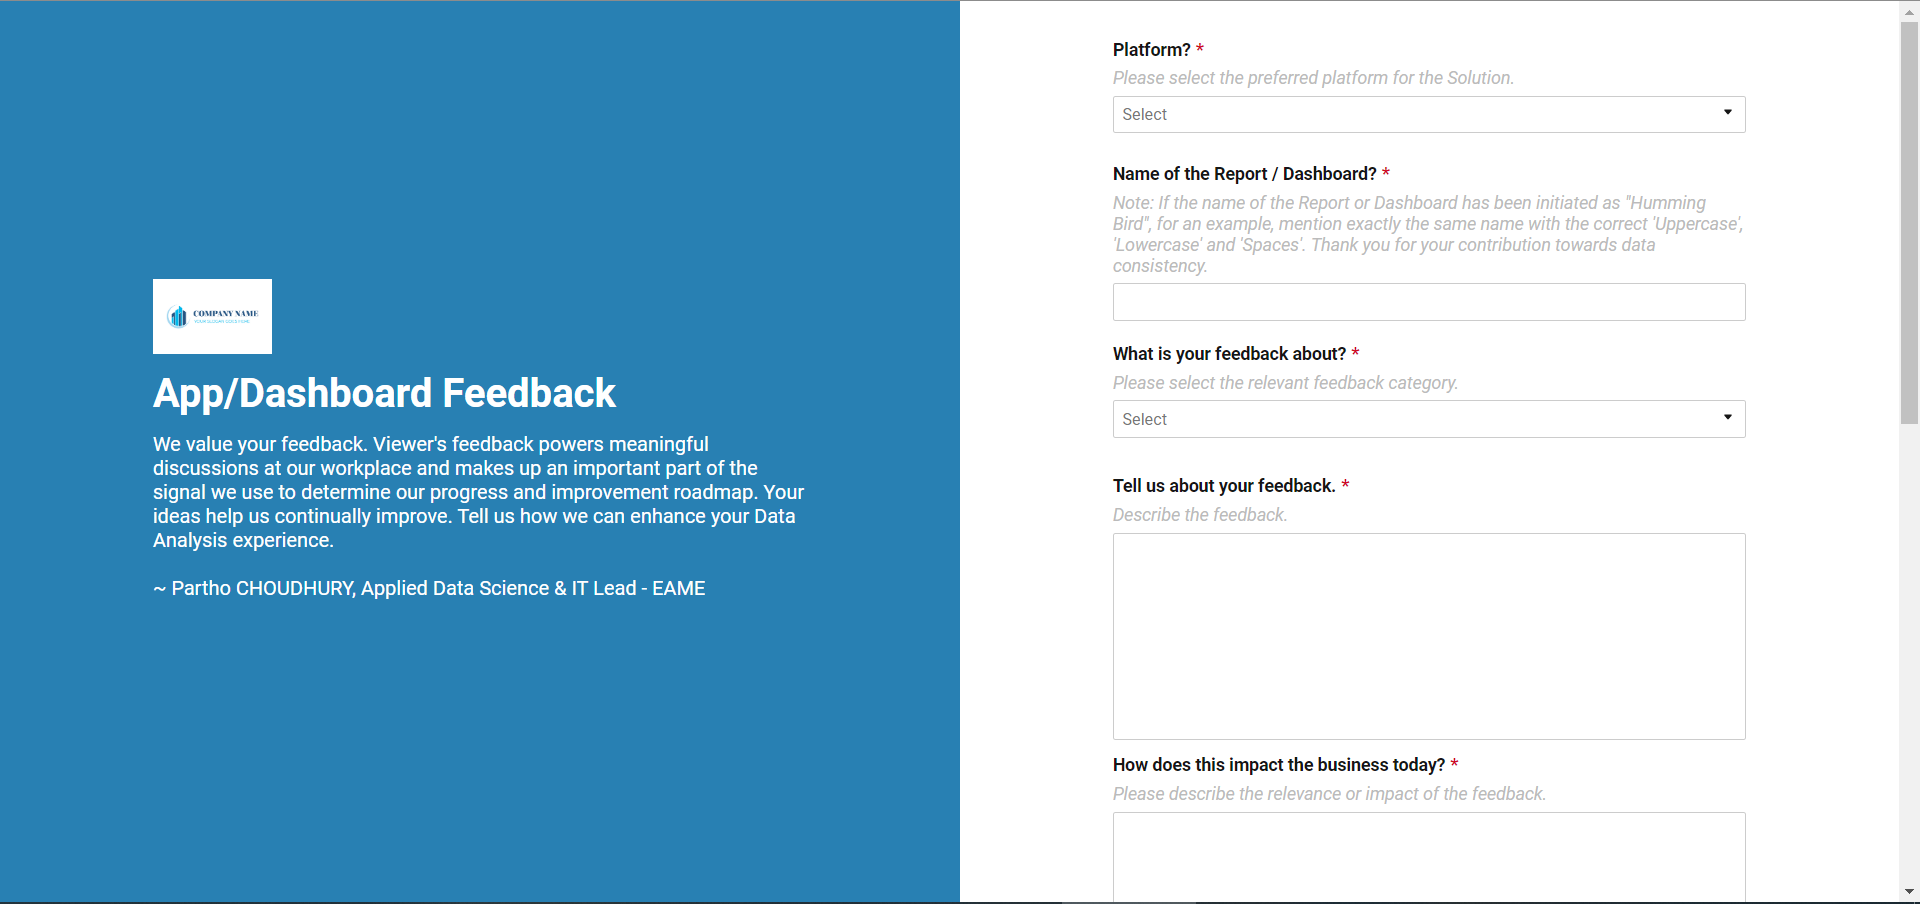 COMPANY NAME
App/Dashboard Feedback
We value your feedback. Viewer's feedback powers meaningful
discussions at our workplace and makes up an important part of the
signal we use to determine our progress and improvement roadmap. Your
ideas help us continually improve. Tell us how we can enhance your Data
Analysis experience.
~ Partho CHOUDHURY, Applied Data Science & IT Lead - EAME
Platform? *
Please select the preferred platform for the Solution.
Select
Name of the Report / Dashboard? *
Note: If the name of the Report or Dashboard has been initiated as "Humming
Bird", for an example, mention exactly the same name with the correct 'Uppercase',
'Lowercase' and 'Spaces'. Thank you for your contribution towards data
consistency.
What is your feedback about? *
Please select the relevant feedback category.
Select
Tell us about your feedback. *
Describe the feedback.
How does this impact the business today? *
Please describe the relevance or impact of the feedback.